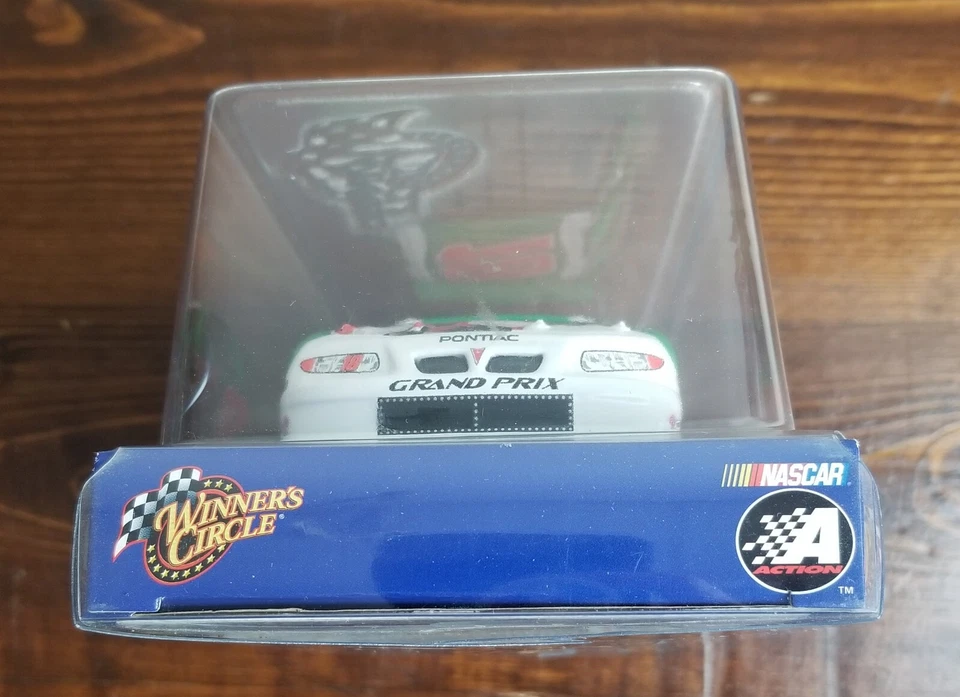 PONTIAC
GRAND PRIX
WINNER'S
CIRCLE®
NASCAR®
A
ACTION
TM